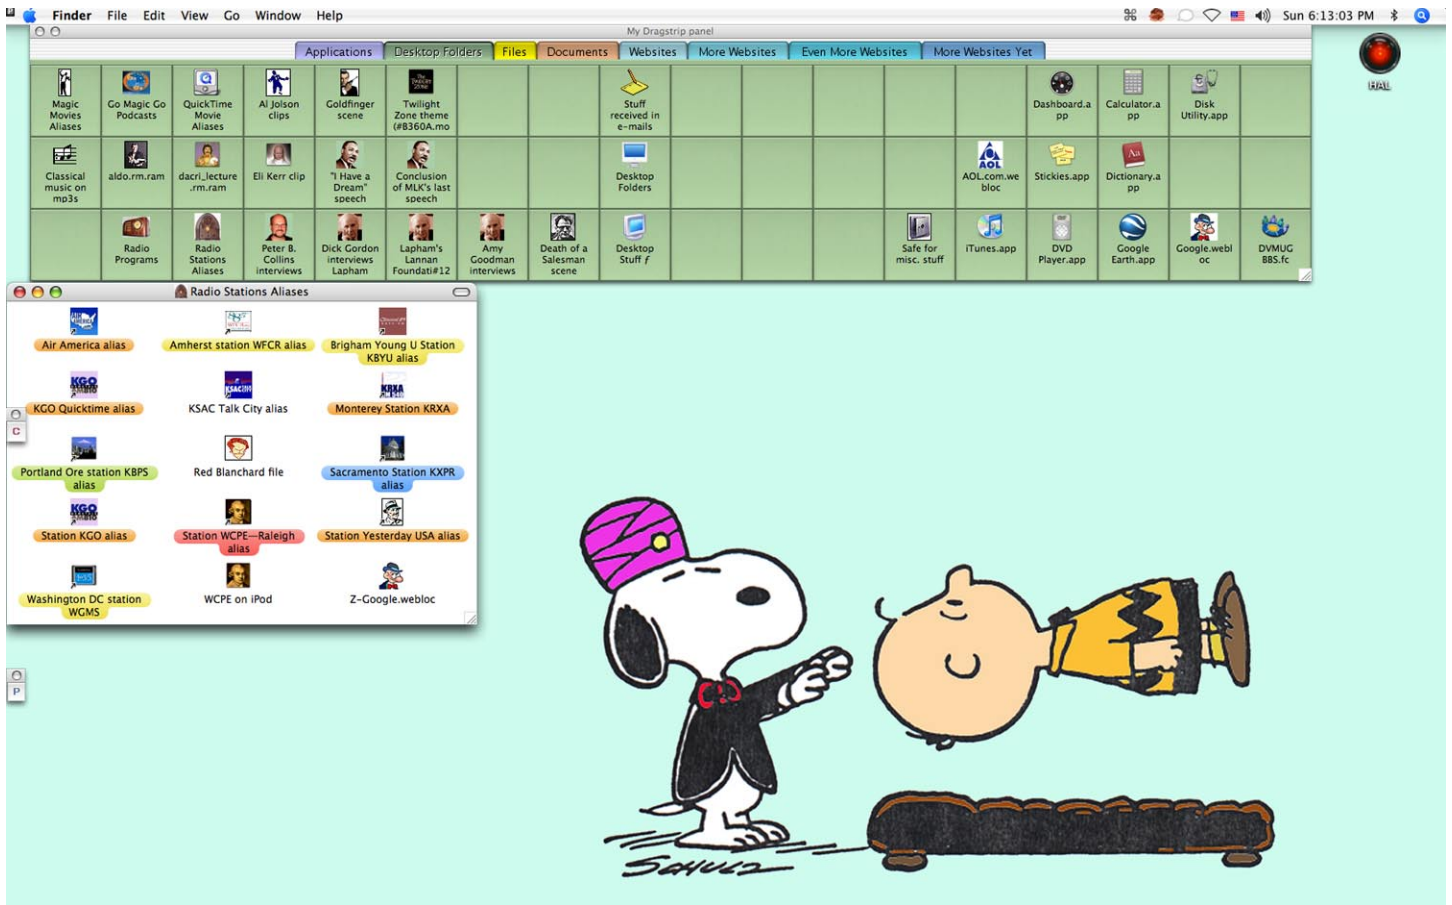 Finder File Edit View Go Window Help
Sun 6:13:03 PM
My Dragstrip panel
Applications Desktop Folders Files Documents Websites More Websites Even More Websites More Websites Yet
Magic Movies Aliases
Go Magic Go Podcasts
QuickTime Movie Aliases
Al Jolson clips
Goldfinger scene
Twilight Zone theme (#B360A.mo
Stuff received in e-mails
Dashboard.app
Calculator.app
Disk Utility.app
HAL
Classical music on mp3s
aldo.rm.ram
dacri_lecture.rm.ram
Eli Kerr clip
"I Have a Dream" speech
Conclusion of MLK's last speech
Desktop Folders
AOL
AOL.com.webloc
Stickies.app
Aa
Dictionary.app
Radio Programs
Radio Stations Aliases
Peter B. Collins interviews
Dick Gordon interviews Lapham
Lapham's Lannan Foundati#12
Amy Goodman interviews
Death of a Salesman scene
Desktop Stuff ƒ
Safe for misc. stuff
iTunes.app
DVD Player.app
Google Earth.app
Google.webloc
DVMUG BBS.fc
Radio Stations Aliases
Air America alias
Amherst station WFCR alias
Brigham Young U Station KBYU alias
KGO
KRXA
KGO Quicktime alias
KSAC Talk City alias
Monterey Station KRXA
C
Portland Ore station KBPS alias
Red Blanchard file
Sacramento Station KXPR alias
KGO
Station KGO alias
Station WCPE—Raleigh alias
Station Yesterday USA alias
Washington DC station WGMS
WCPE on iPod
Z-Google.webloc
P
SCHULZ